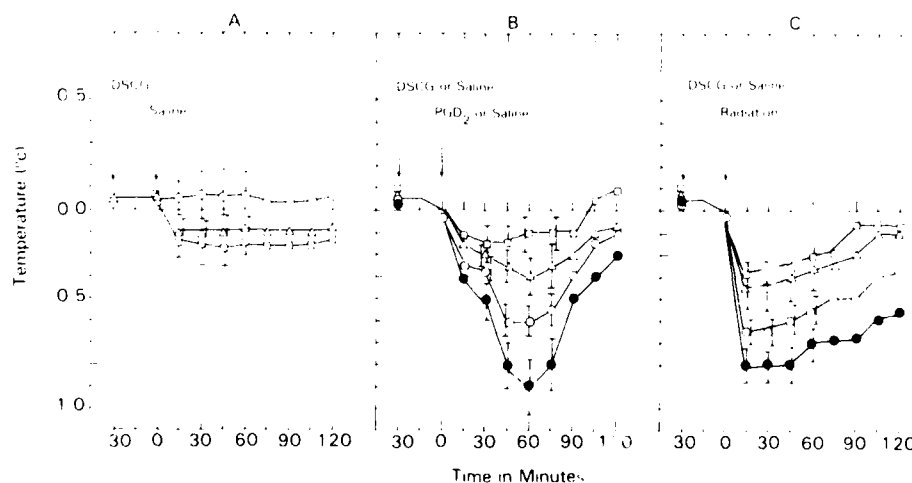 A B C
DSCG
Saline
DSCG or Saline
PGD2 or Saline
DSCG or Saline
Radiation
Temperature (°c)
0.5
0.0
0.5
1.0
30 0 30 60 90 120
30 0 30 60 90 120
30 0 30 60 90 120
Time in Minutes